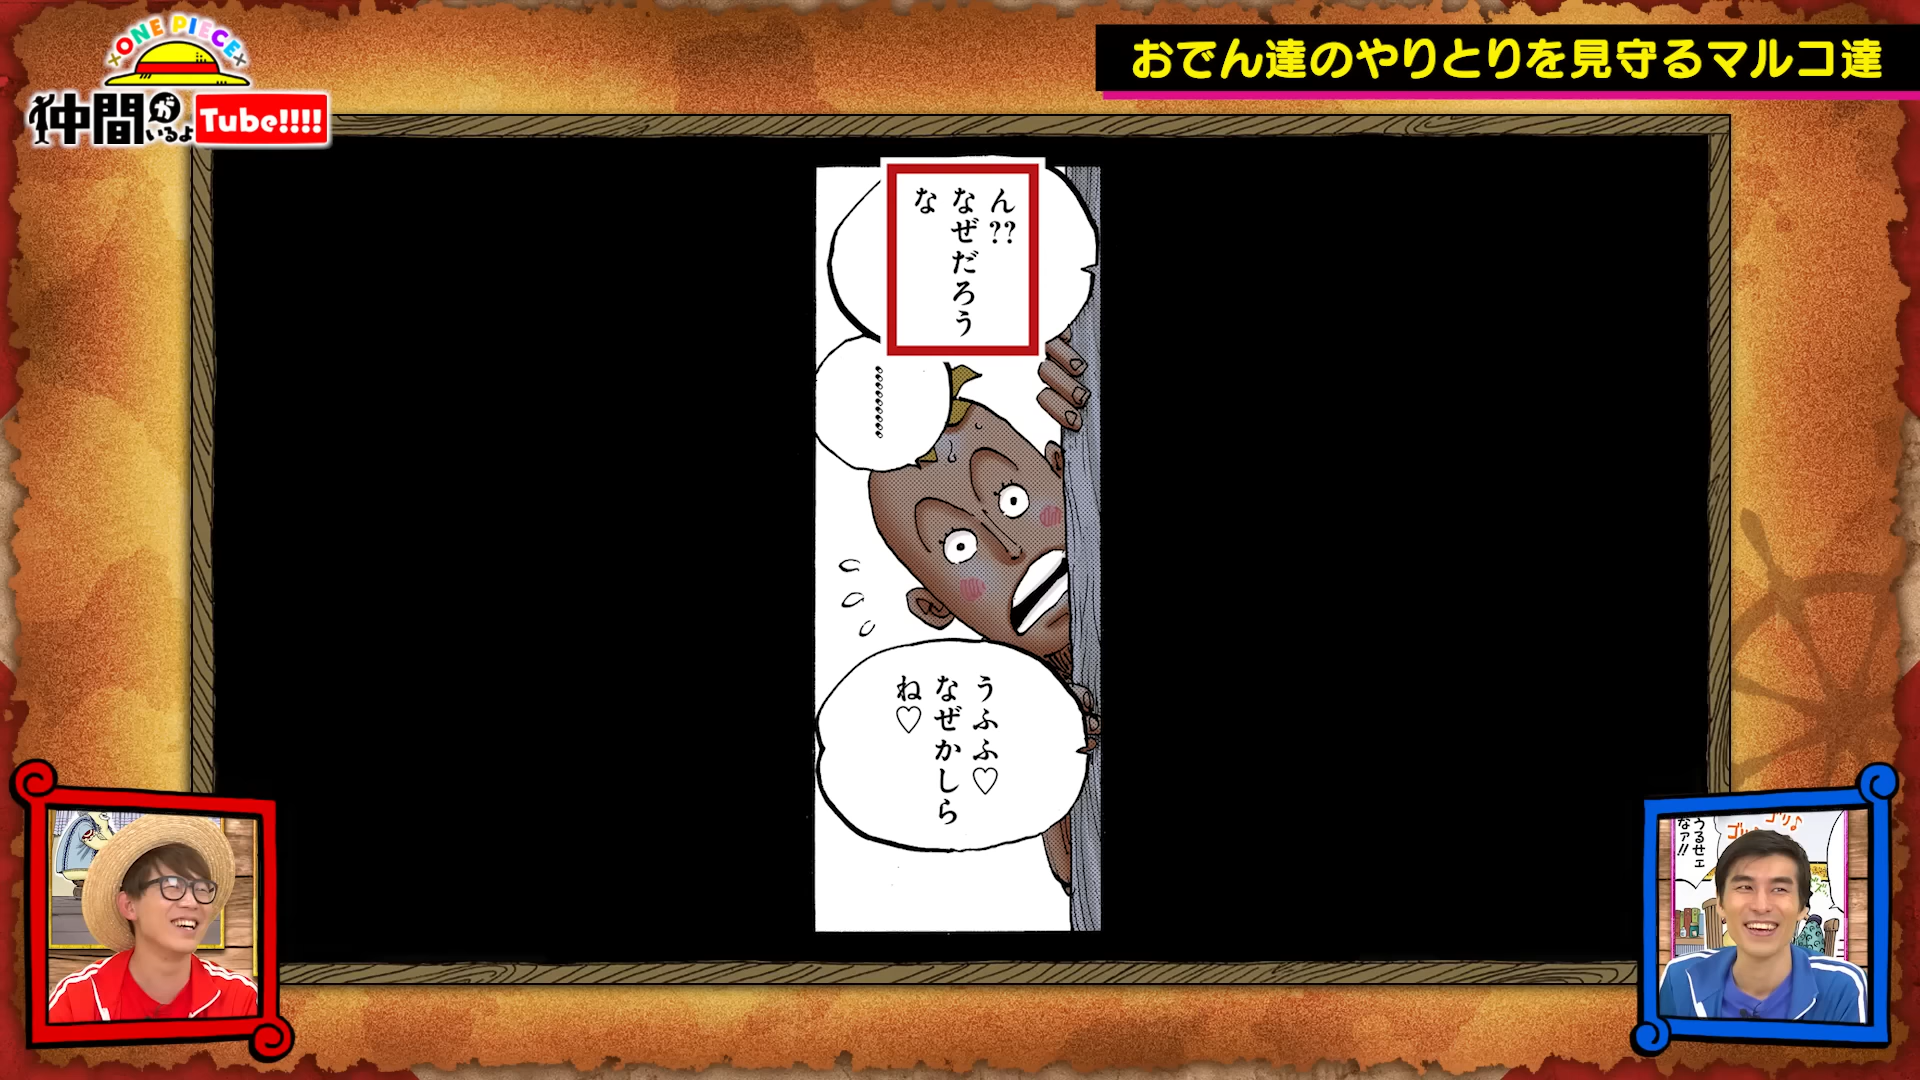 ONE PIECE
仲間がいるよ
Tube!!!!
おでん達のやりとりを見守るマルコ達
ん??
なぜだろう
な
…………
うふふ♡
なぜかしら
ね♡
うるせェ
なァ!!